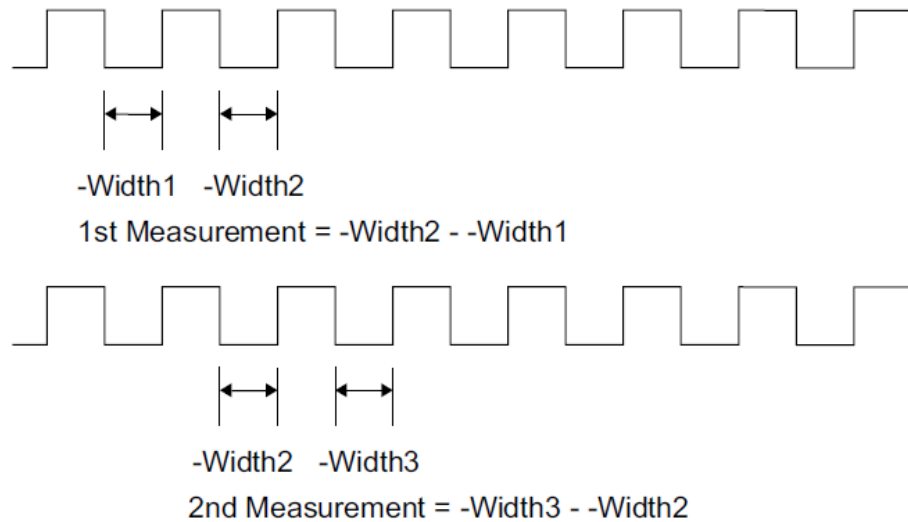 -Width1 -Width2
1st Measurement = -Width2 - -Width1
-Width2 -Width3
2nd Measurement = -Width3 - -Width2